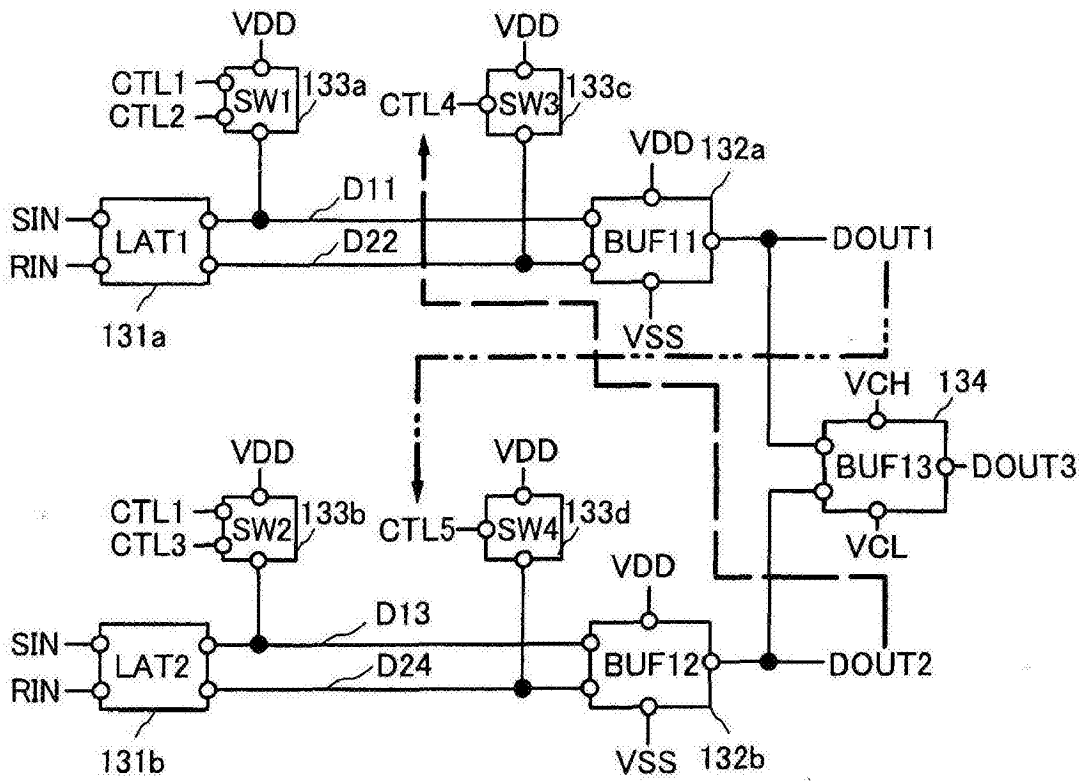 VDD
VDD
CTL1
CTL2
SW1
133a
CTL4
SW3
133c
VDD
132a
D11
SIN
RIN
LAT1
BUF11
DOUT1
D22
131a
VSS
VCH
134
VDD
VDD
BUF13
DOUT3
CTL1
CTL3
SW2
133b
CTL5
SW4
133d
VCL
VDD
D13
SIN
RIN
LAT2
BUF12
DOUT2
D24
131b
VSS
132b